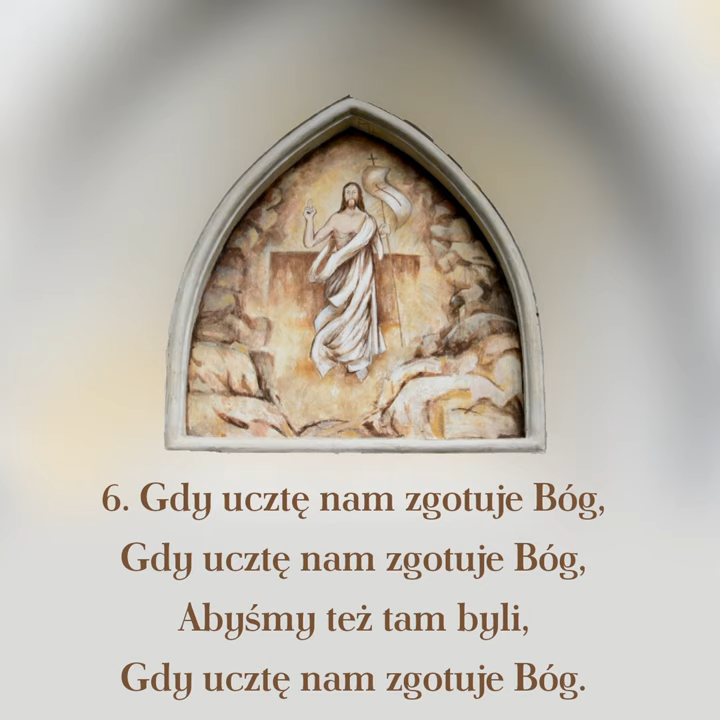 6. Gdy ucztę nam zgotuje Bóg,
Gdy ucztę nam zgotuje Bóg,
Abyśmy też tam byli,
Gdy ucztę nam zgotuje Bóg.